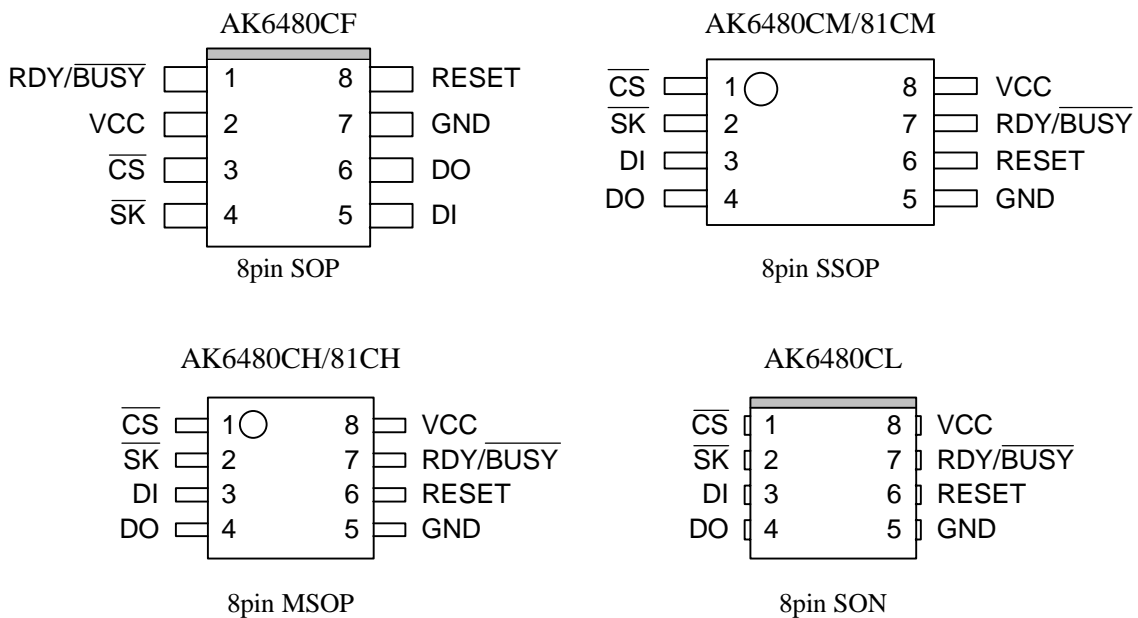 AK6480CF
RDY/BUSY 1 8 RESET
VCC 2 7 GND
CS 3 6 DO
SK 4 5 DI
8pin SOP
AK6480CM/81CM
CS 1 8 VCC
SK 2 7 RDY/BUSY
DI 3 6 RESET
DO 4 5 GND
8pin SSOP
AK6480CH/81CH
CS 1 8 VCC
SK 2 7 RDY/BUSY
DI 3 6 RESET
DO 4 5 GND
8pin MSOP
AK6480CL
CS 1 8 VCC
SK 2 7 RDY/BUSY
DI 3 6 RESET
DO 4 5 GND
8pin SON